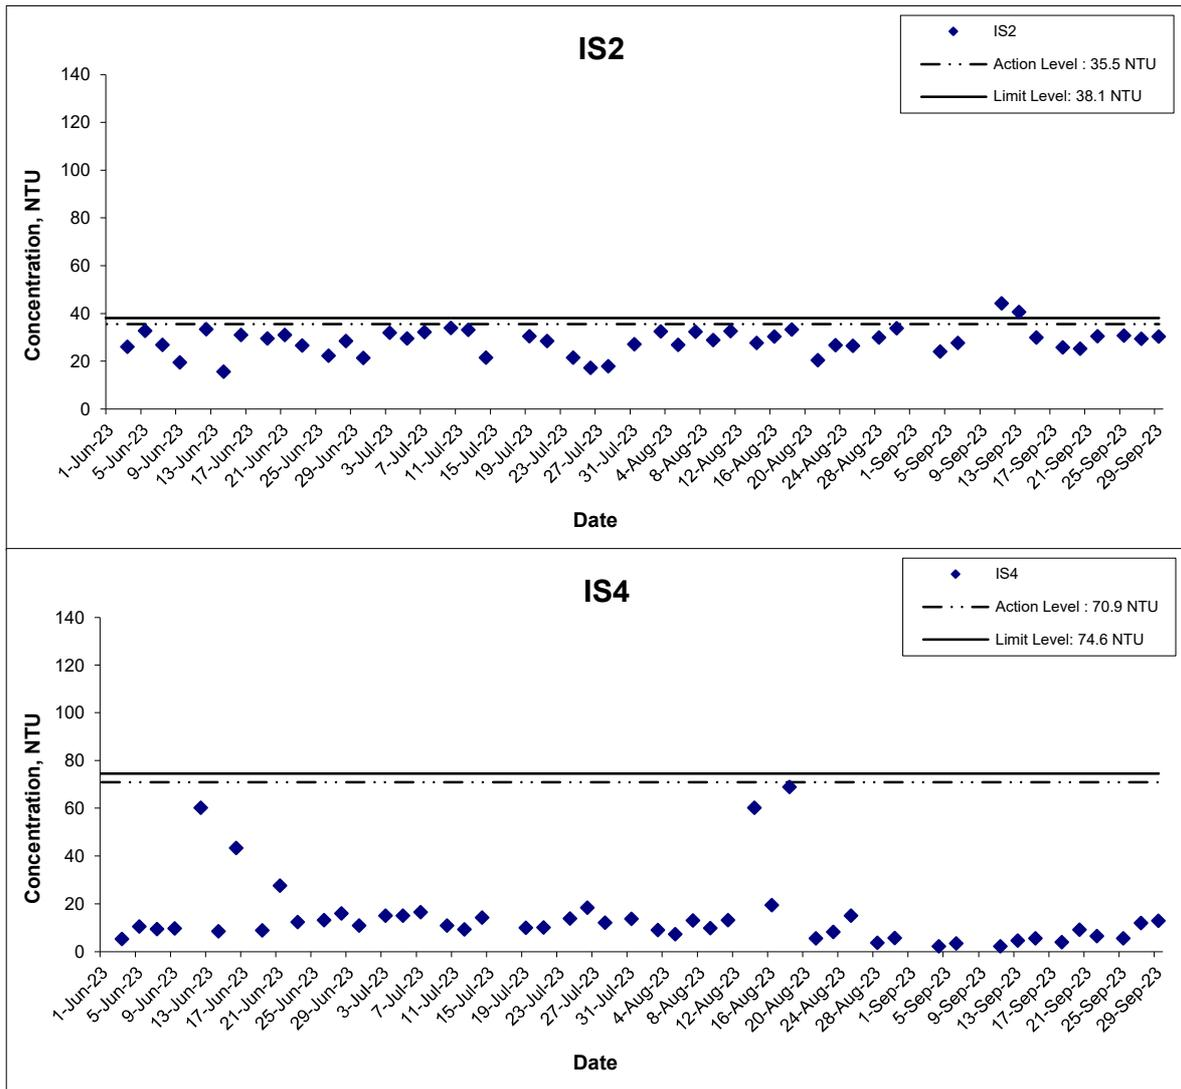 IS2
IS2
Action Level : 35.5 NTU
Limit Level: 38.1 NTU
Concentration, NTU
140
120
100
80
60
40
20
0
1-Jun-23
5-Jun-23
9-Jun-23
13-Jun-23
17-Jun-23
21-Jun-23
25-Jun-23
29-Jun-23
3-Jul-23
7-Jul-23
11-Jul-23
15-Jul-23
19-Jul-23
23-Jul-23
27-Jul-23
31-Jul-23
4-Aug-23
8-Aug-23
12-Aug-23
16-Aug-23
20-Aug-23
24-Aug-23
28-Aug-23
1-Sep-23
5-Sep-23
9-Sep-23
13-Sep-23
17-Sep-23
21-Sep-23
25-Sep-23
29-Sep-23
Date
IS4
IS4
Action Level : 70.9 NTU
Limit Level: 74.6 NTU
Concentration, NTU
140
120
100
80
60
40
20
0
1-Jun-23
5-Jun-23
9-Jun-23
13-Jun-23
17-Jun-23
21-Jun-23
25-Jun-23
29-Jun-23
3-Jul-23
7-Jul-23
11-Jul-23
15-Jul-23
19-Jul-23
23-Jul-23
27-Jul-23
31-Jul-23
4-Aug-23
8-Aug-23
12-Aug-23
16-Aug-23
20-Aug-23
24-Aug-23
28-Aug-23
1-Sep-23
5-Sep-23
9-Sep-23
13-Sep-23
17-Sep-23
21-Sep-23
25-Sep-23
29-Sep-23
Date